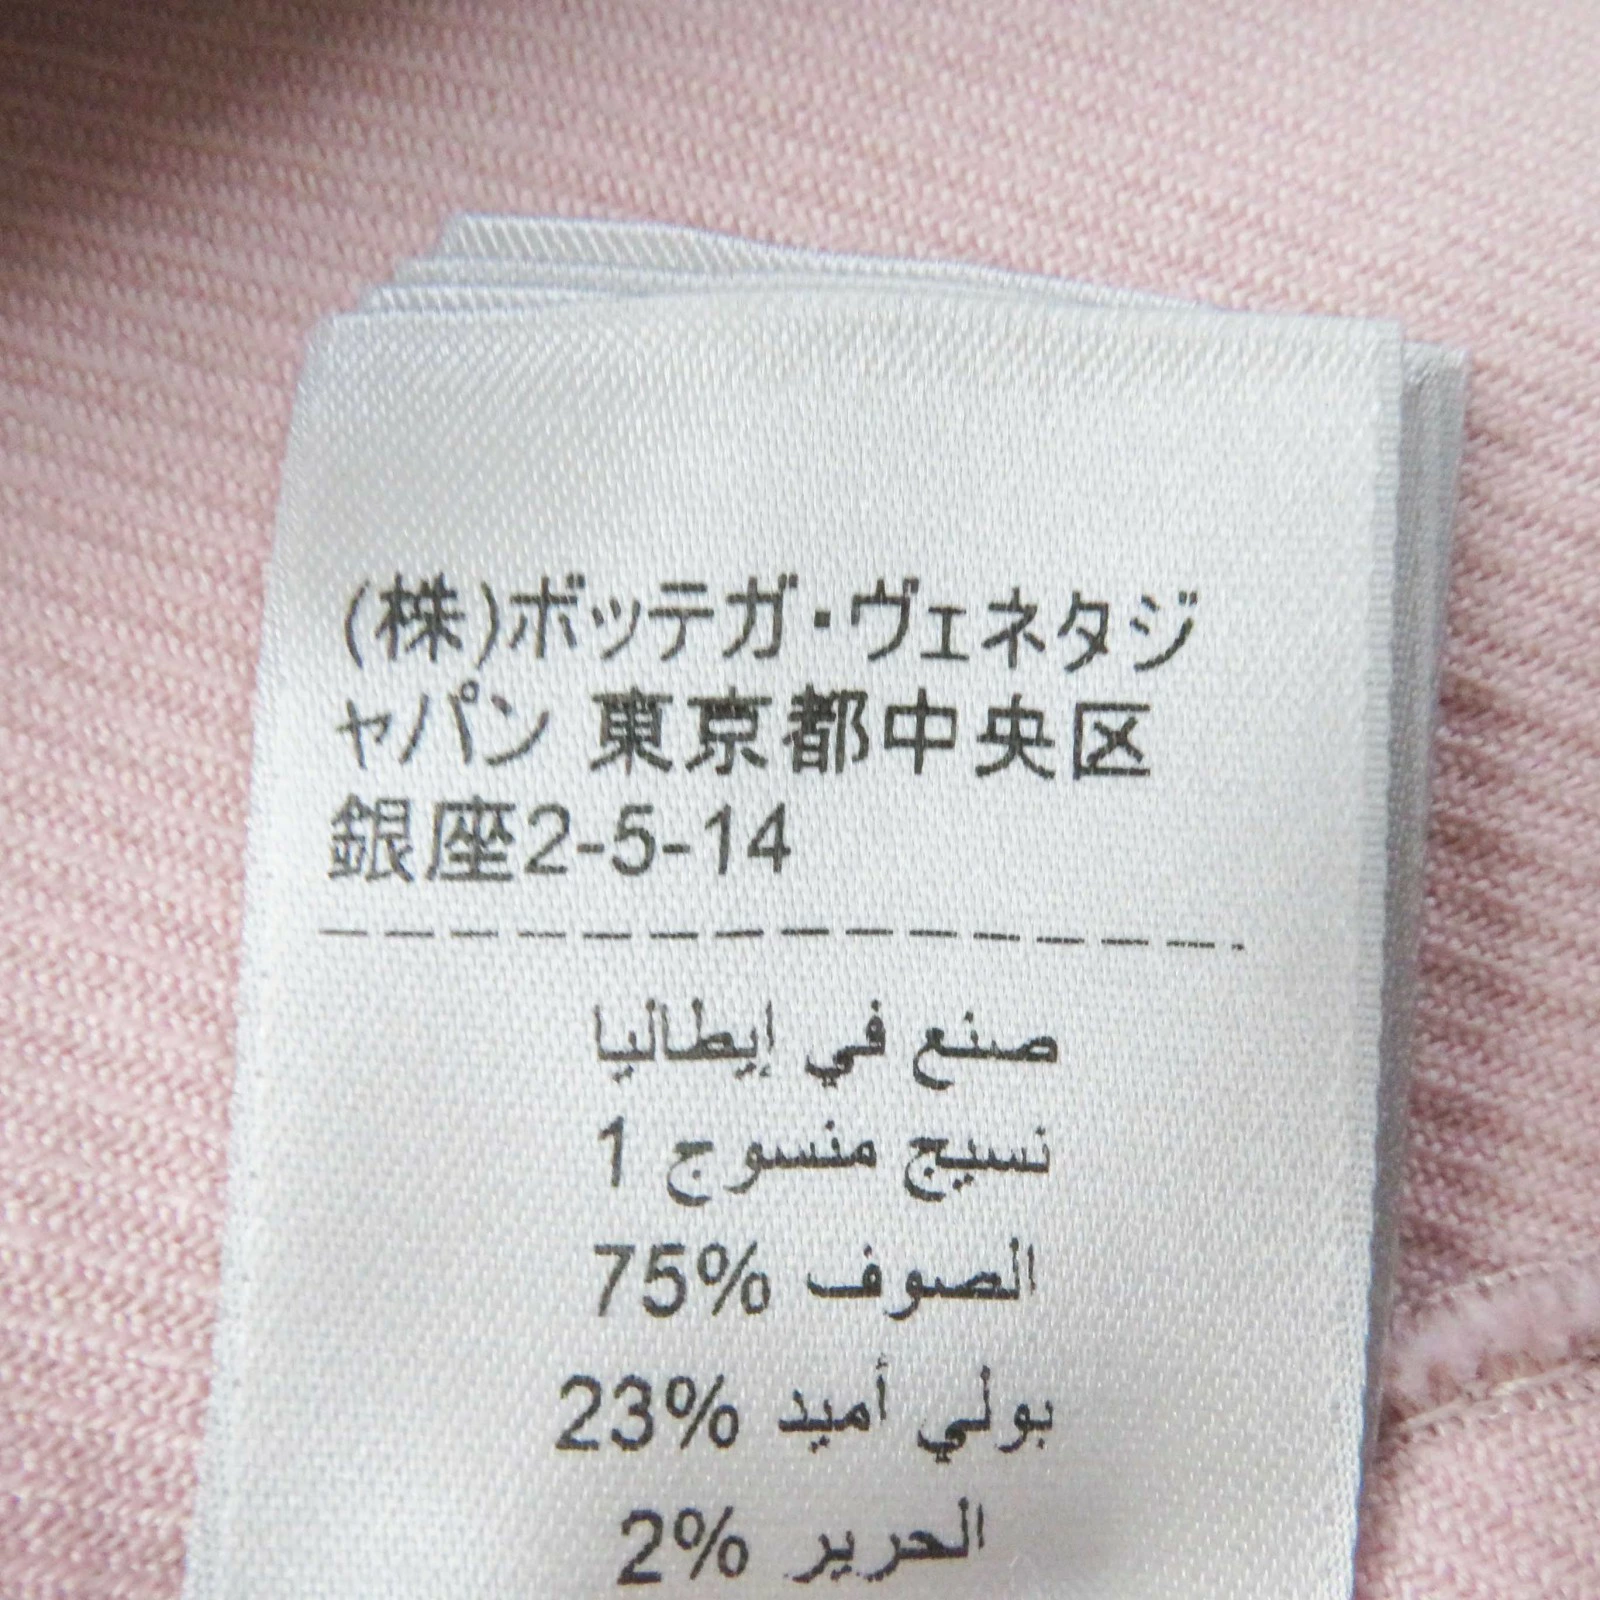 (株)ボッテガ・ヴェネタジ
ャパン 東京都中央区
銀座2-5-14
صنع في إيطاليا
نسيج منسوج 1
الصوف 75%
بولي أميد 23%
الحرير 2%